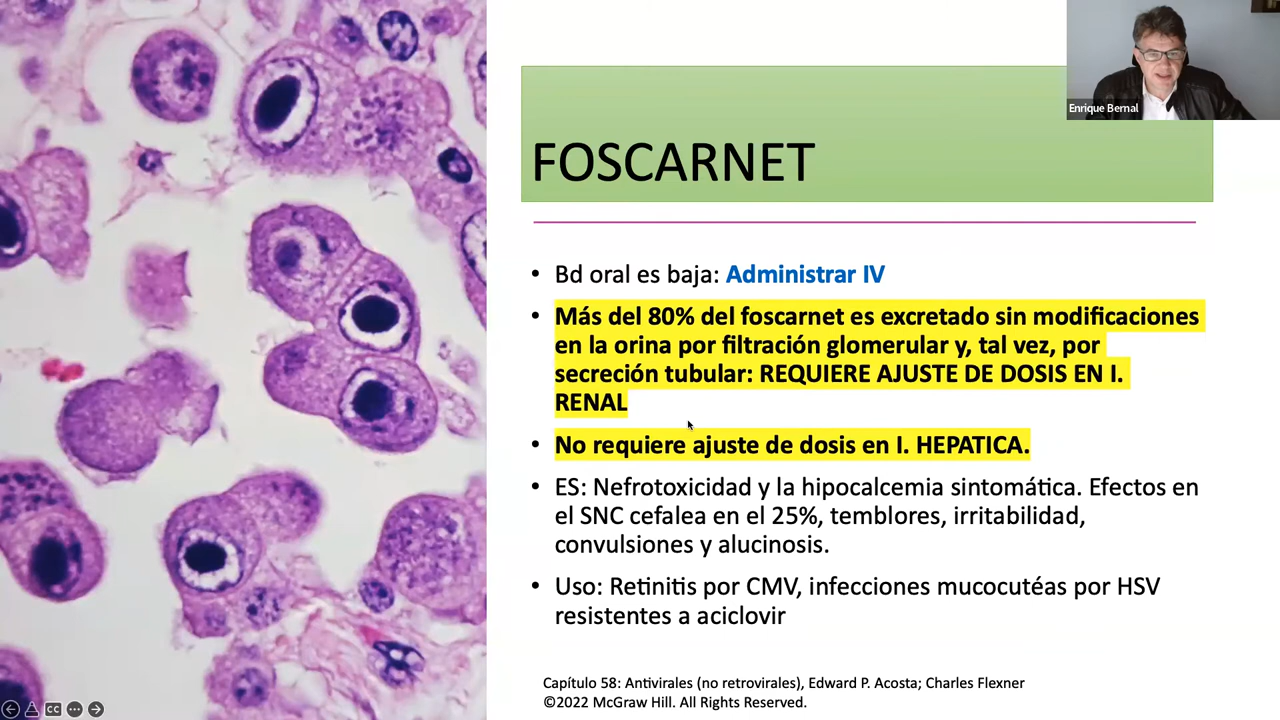 Enrique Bernal
FOSCARNET
• Bd oral es baja: Administrar IV
• Más del 80% del foscarnet es excretado sin modificaciones
en la orina por filtración glomerular y, tal vez, por
secreción tubular: REQUIERE AJUSTE DE DOSIS EN I.
RENAL
• No requiere ajuste de dosis en I. HEPATICA.
• ES: Nefrotoxicidad y la hipocalcemia sintomática. Efectos en
el SNC cefalea en el 25%, temblores, irritabilidad,
convulsiones y alucinosis.
• Uso: Retinitis por CMV, infecciones mucocutéas por HSV
resistentes a aciclovir
Capítulo 58: Antivirales (no retrovirales), Edward P. Acosta; Charles Flexner
©2022 McGraw Hill. All Rights Reserved.
CC